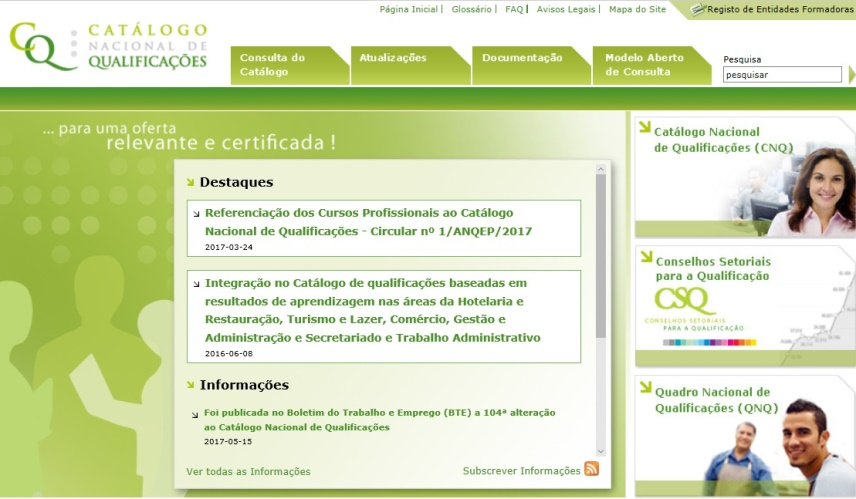 Página Inicial | Glossário | FAQ | Avisos Legais | Mapa do Site
Registo de Entidades Formadoras
CQ
CATÁLOGO
NACIONAL DE
QUALIFICAÇÕES
Consulta do
Catálogo
Atualizações
Documentação
Modelo Aberto
de Consulta
Pesquisa
pesquisar
... para uma oferta
relevante e certificada !
Destaques
Referenciação dos Cursos Profissionais ao Catálogo
Nacional de Qualificações - Circular nº 1/ANQEP/2017
2017-03-24
Integração no Catálogo de qualificações baseadas em
resultados de aprendizagem nas áreas da Hotelaria e
Restauração, Turismo e Lazer, Comércio, Gestão e
Administração e Secretariado e Trabalho Administrativo
2016-06-08
Informações
Foi publicada no Boletim do Trabalho e Emprego (BTE) a 104ª alteração
ao Catálogo Nacional de Qualificações
2017-05-15
Ver todas as Informações
Subscrever Informações
Catálogo Nacional
de Qualificações (CNQ)
Conselhos Setoriais
para a Qualificação
CSQ
CONSELHOS SETORIAIS
PARA A QUALIFICAÇÃO
Quadro Nacional de
Qualificações (QNQ)